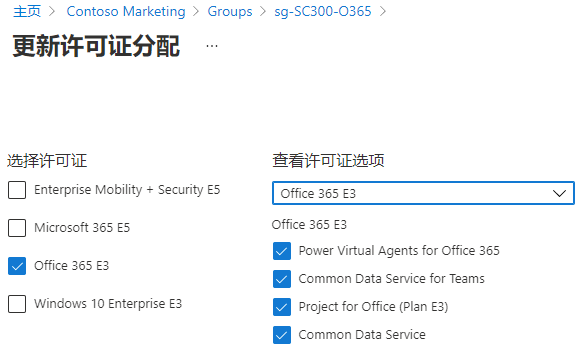 主页 > Contoso Marketing > Groups > sg-SC300-O365 >
更新许可证分配 ...
选择许可证
Enterprise Mobility + Security E5
Microsoft 365 E5
Office 365 E3
Windows 10 Enterprise E3
查看许可证选项
Office 365 E3
Office 365 E3
Power Virtual Agents for Office 365
Common Data Service for Teams
Project for Office (Plan E3)
Common Data Service